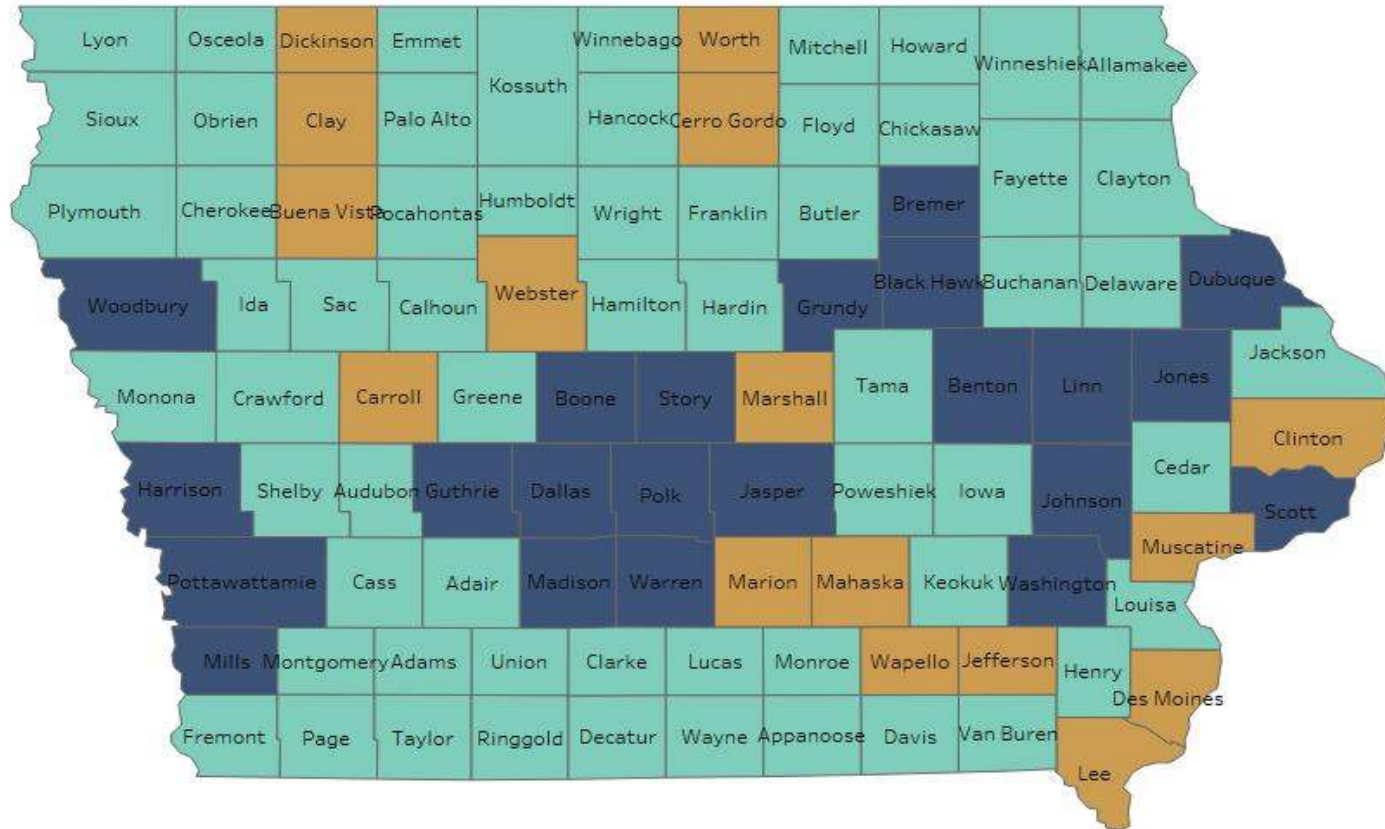 Lyon
Osceola
Dickinson
Emmet
Kossuth
Winnebago
Worth
Mitchell
Howard
Winneshiek
Allamakee
Sioux
Obrien
Clay
Palo Alto
Hancock
Cerro Gordo
Floyd
Chickasaw
Plymouth
Cherokee
Buena Vista
Pocahontas
Humboldt
Wright
Franklin
Butler
Bremer
Fayette
Clayton
Woodbury
Ida
Sac
Calhoun
Webster
Hamilton
Hardin
Grundy
Black Hawk
Buchanan
Delaware
Dubuque
Monona
Crawford
Carroll
Greene
Boone
Story
Marshall
Tama
Benton
Linn
Jones
Jackson
Clinton
Harrison
Shelby
Audubon
Guthrie
Dallas
Polk
Jasper
Poweshiek
Iowa
Johnson
Cedar
Scott
Pottawattamie
Cass
Adair
Madison
Warren
Marion
Mahaska
Keokuk
Washington
Muscatine
Louisa
Mills
Montgomery
Adams
Union
Clarke
Lucas
Monroe
Wapello
Jefferson
Henry
Des Moines
Fremont
Page
Taylor
Ringgold
Decatur
Wayne
Appanoose
Davis
Van Buren
Lee